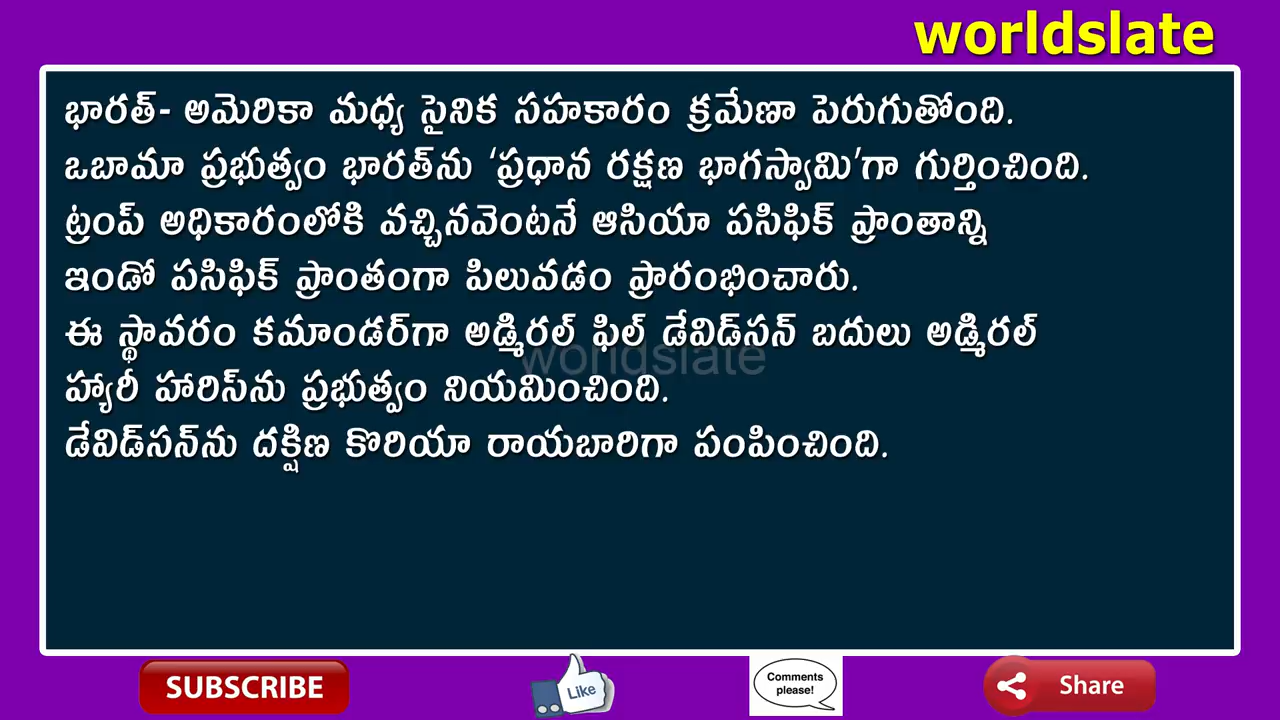 worldslate
భారత్- అమెరికా మధ్య సైనిక సహకారం క్రమేణా పెరుగుతోంది.
ఒబామా ప్రభుత్వం భారత్‌ను ‘ప్రధాన రక్షణ భాగస్వామి’గా గుర్తించింది.
ట్రంప్ అధికారంలోకి వచ్చినవెంటనే ఆసియా పసిఫిక్ ప్రాంతాన్ని
ఇండో పసిఫిక్ ప్రాంతంగా పిలువడం ప్రారంభించారు.
ఈ స్థావరం కమాండర్‌గా అడ్మిరల్ ఫిల్ డేవిడ్‌సన్ బదులు అడ్మిరల్
worldslate
హ్యారీ హారిస్‌ను ప్రభుత్వం నియమించింది.
డేవిడ్‌సన్‌ను దక్షిణ కొరియా రాయబారిగా పంపించింది.
SUBSCRIBE
Like
Comments
please!
Share